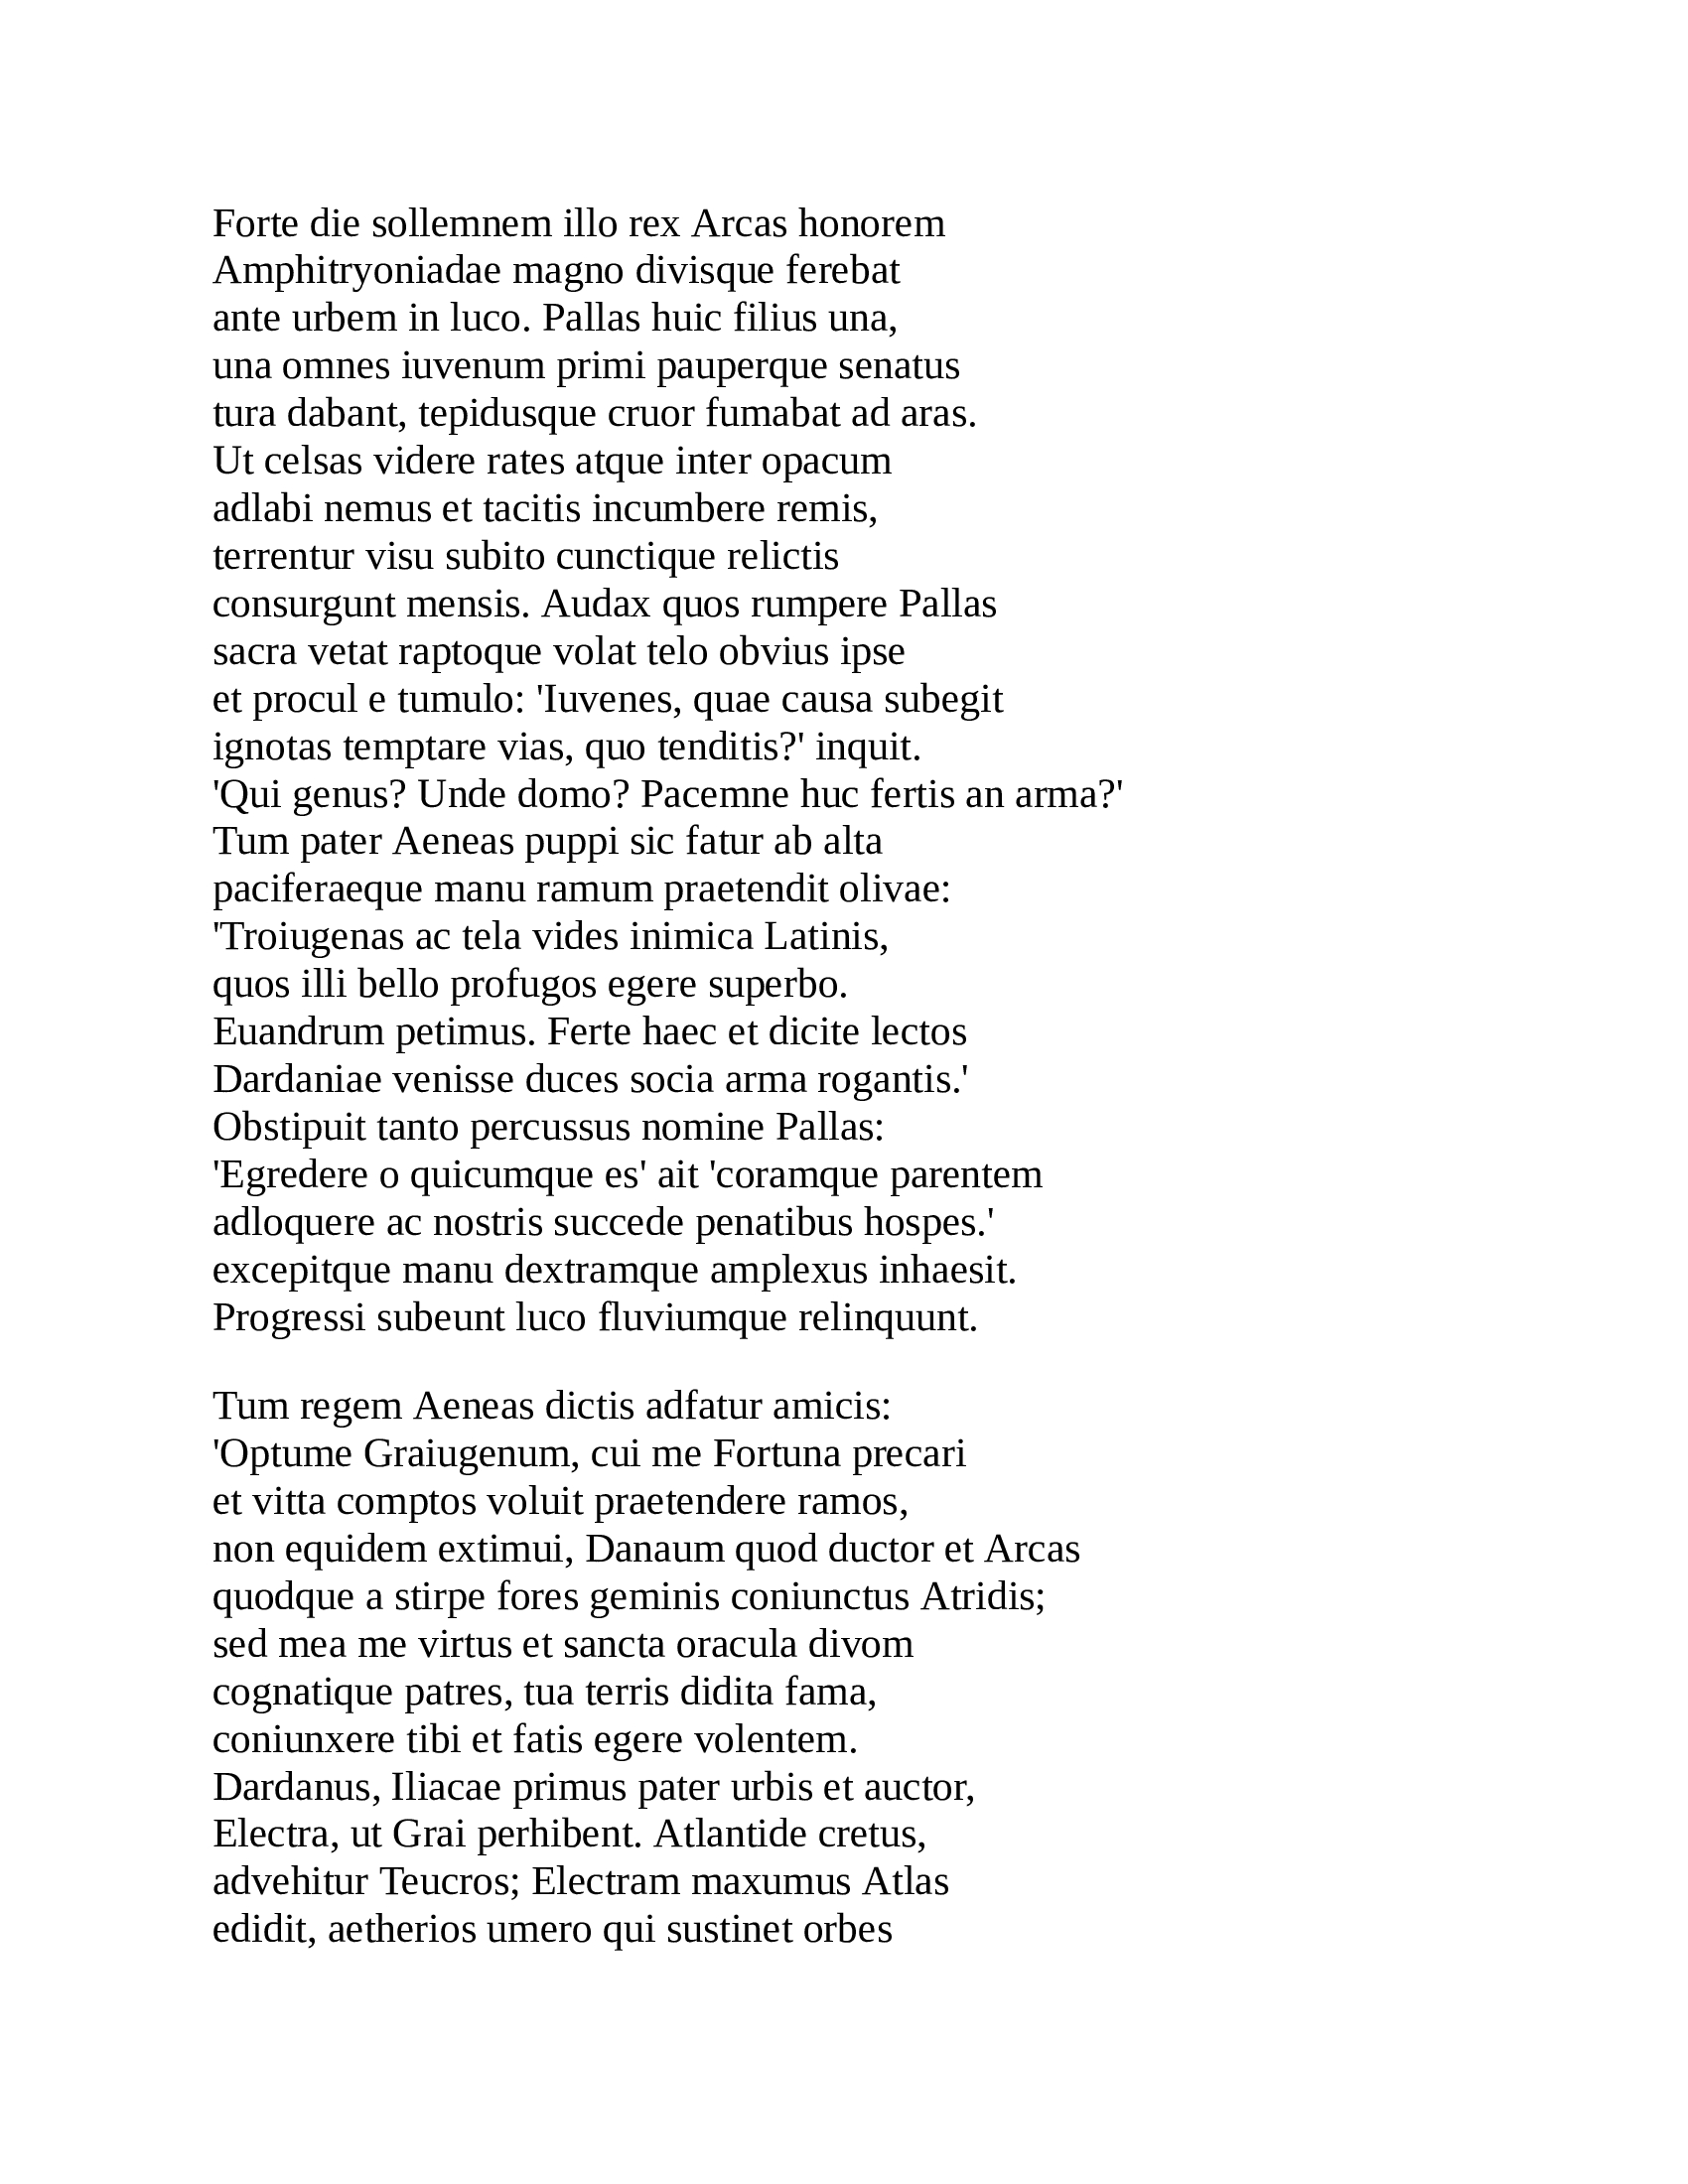 Forte die sollemnem illo rex Arcas honorem
Amphitryoniadae magno divisque ferebat
ante urbem in luco. Pallas huic filius una,
una omnes iuvenum primi pauperque senatus
tura dabant, tepidusque cruor fumabat ad aras.
Ut celsas videre rates atque inter opacum
adlabi nemus et tacitis incumbere remis,
terrentur visu subito cunctique relictis
consurgunt mensis. Audax quos rumpere Pallas
sacra vetat raptoque volat telo obvius ipse
et procul e tumulo: 'Iuvenes, quae causa subegit
ignotas temptare vias, quo tenditis?' inquit.
'Qui genus? Unde domo? Pacemne huc fertis an arma?'
Tum pater Aeneas puppi sic fatur ab alta
paciferaeque manu ramum praetendit olivae:
'Troiugenas ac tela vides inimica Latinis,
quos illi bello profugos egere superbo.
Euandrum petimus. Ferte haec et dicite lectos
Dardaniae venisse duces socia arma rogantis.'
Obstipuit tanto percussus nomine Pallas:
'Egredere o quicumque es' ait 'coramque parentem
adloquere ac nostris succede penatibus hospes.'
excepitque manu dextramque amplexus inhaesit.
Progressi subeunt luco fluviumque relinquunt.

Tum regem Aeneas dictis adfatur amicis:
'Optume Graiugenum, cui me Fortuna precari
et vitta comptos voluit praetendere ramos,
non equidem extimui, Danaum quod ductor et Arcas
quodque a stirpe fores geminis coniunctus Atridis;
sed mea me virtus et sancta oracula divom
cognatique patres, tua terris didita fama,
coniunxere tibi et fatis egere volentem.
Dardanus, Iliacae primus pater urbis et auctor,
Electra, ut Grai perhibent. Atlantide cretus,
advehitur Teucros; Electram maxumus Atlas
edidit, aetherios umero qui sustinet orbes